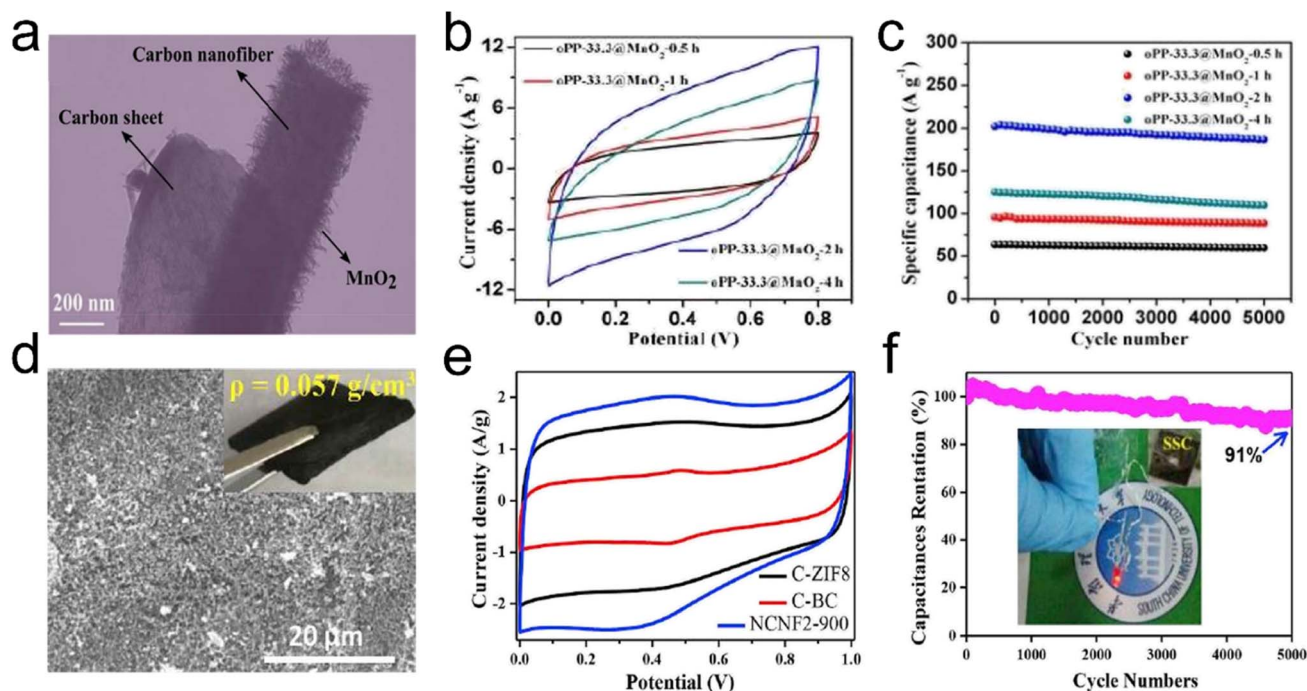 a
Carbon nanofiber
Carbon sheet
MnO2
200 nm
b
Current density (A g-1)
12
6
0
-6
-12
oPP-33.3@MnO2-0.5 h
oPP-33.3@MnO2-1 h
oPP-33.3@MnO2-2 h
oPP-33.3@MnO2-4 h
0.0 0.2 0.4 0.6 0.8
Potential (V)
c
Specific capacitance (A g-1)
300
250
200
150
100
50
0
oPP-33.3@MnO2-0.5 h
oPP-33.3@MnO2-1 h
oPP-33.3@MnO2-2 h
oPP-33.3@MnO2-4 h
0 1000 2000 3000 4000 5000
Cycle number
d
ρ = 0.057 g/cm3
20 μm
e
Current density (A/g)
2
1
0
-1
-2
C-ZIF8
C-BC
NCNF2-900
0.0 0.2 0.4 0.6 0.8 1.0
Potential (V)
f
Capacitances Rentation (%)
100
80
60
40
20
0
91%
SSC
SOUTH CHINA UNIVERSITY OF TECHNOLOGY
0 1000 2000 3000 4000 5000
Cycle Numbers